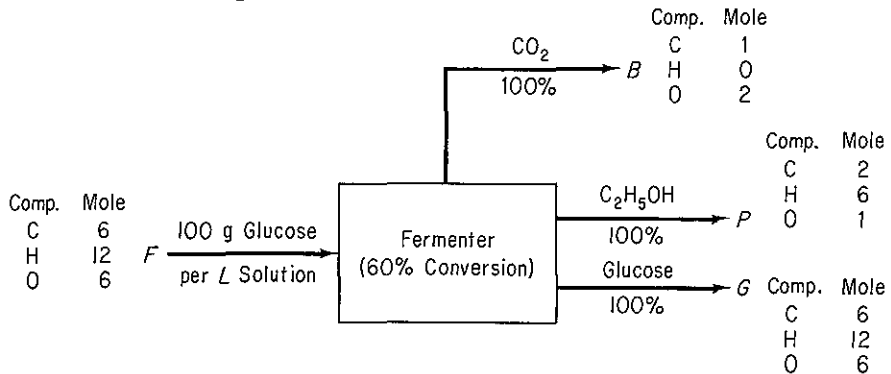 Comp. Mole
C 1
H 0
O 2
CO2
100%
B
Comp. Mole
C 2
H 6
O 1
C2H5OH
100%
P
Comp. Mole
C 6
H 12
O 6
F
100 g Glucose
per L Solution
Fermenter
(60% Conversion)
Glucose
100%
G
Comp. Mole
C 6
H 12
O 6